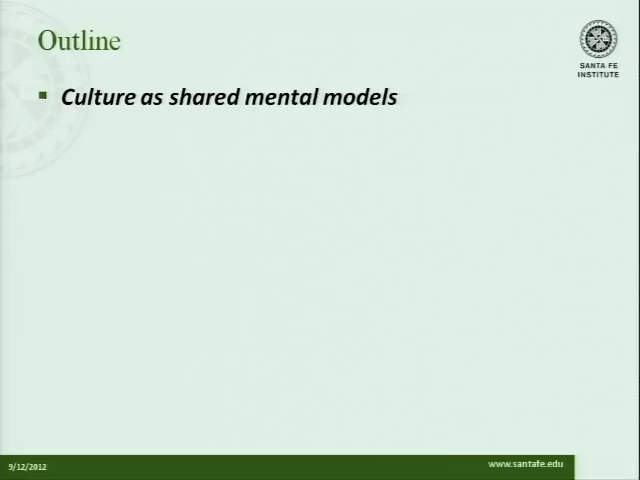 Outline
SANTA FE
INSTITUTE
Culture as shared mental models
9/12/2012
www.santafe.edu